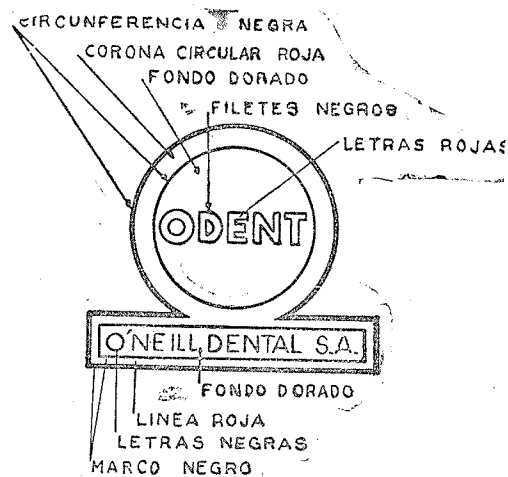 CIRCUNFERENCIA NEGRA
CORONA CIRCULAR ROJA
FONDO DORADO
FILETES NEGROS
LETRAS ROJAS
ODENT
O'NEILL DENTAL S.A.
FONDO DORADO
LINEA ROJA
LETRAS NEGRAS
MARCO NEGRO